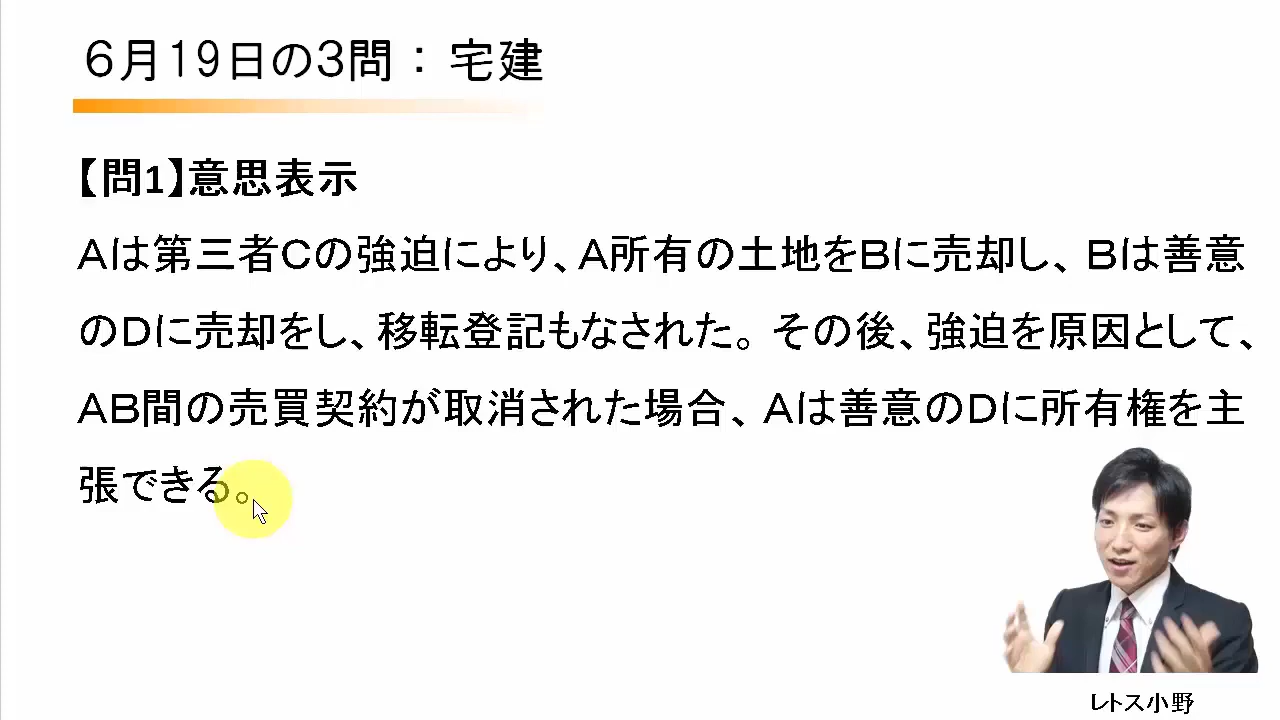 ６月１９日の３問：宅建
【問1】意思表示
Ａは第三者Ｃの強迫により、Ａ所有の土地をＢに売却し、Ｂは善意
のＤに売却をし、移転登記もなされた。その後、強迫を原因として、
ＡＢ間の売買契約が取消された場合、Ａは善意のＤに所有権を主
張できる。
レトス小野